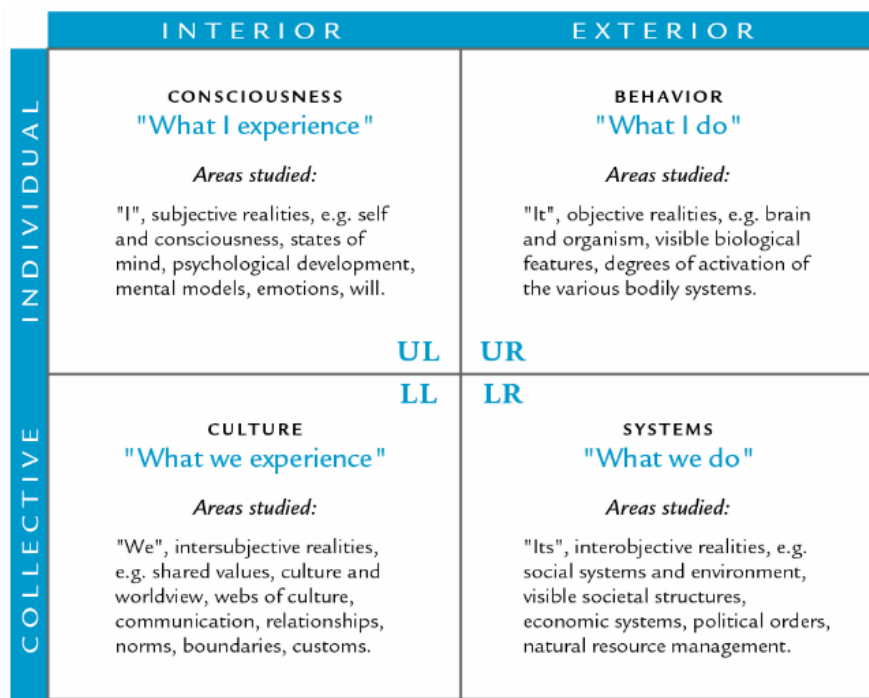 INTERIOR
EXTERIOR
INDIVIDUAL
CONSCIOUSNESS
"What I experience"
Areas studied:
"I", subjective realities, e.g. self
and consciousness, states of
mind, psychological development,
mental models, emotions, will.
UL
BEHAVIOR
"What I do"
Areas studied:
"It", objective realities, e.g. brain
and organism, visible biological
features, degrees of activation of
the various bodily systems.
UR
COLLECTIVE
LL
CULTURE
"What we experience"
Areas studied:
"We", intersubjective realities,
e.g. shared values, culture and
worldview, webs of culture,
communication, relationships,
norms, boundaries, customs.
LR
SYSTEMS
"What we do"
Areas studied:
"Its", interobjective realities, e.g.
social systems and environment,
visible societal structures,
economic systems, political orders,
natural resource management.